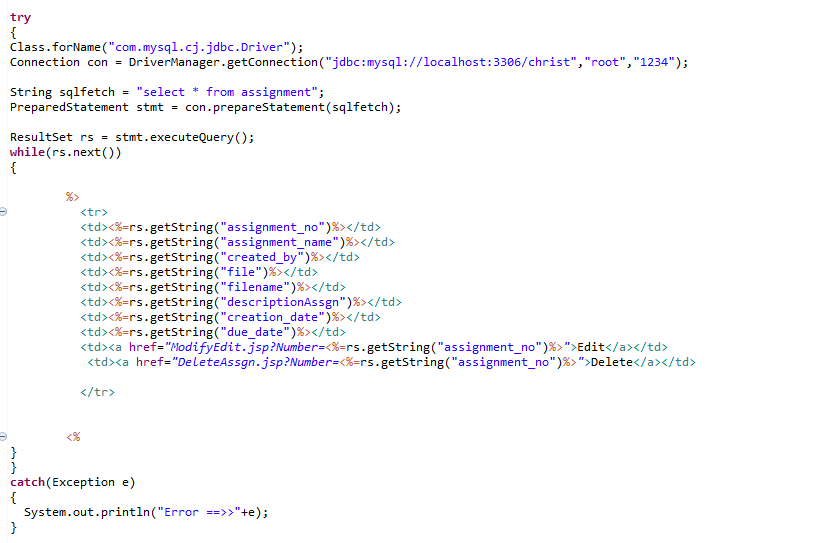 try
{
Class.forName("com.mysql.cj.jdbc.Driver");
Connection con = DriverManager.getConnection("jdbc:mysql://localhost:3306/christ","root","1234");
String sqlfetch = "select * from assignment";
PreparedStatement stmt = con.prepareStatement(sqlfetch);
ResultSet rs = stmt.executeQuery();
while(rs.next())
{
%>
<tr>
<td><%=rs.getString("assignment_no")%></td>
<td><%=rs.getString("assignment_name")%></td>
<td><%=rs.getString("created_by")%></td>
<td><%=rs.getString("file")%></td>
<td><%=rs.getString("filename")%></td>
<td><%=rs.getString("descriptionAssgn")%></td>
<td><%=rs.getString("creation_date")%></td>
<td><%=rs.getString("due_date")%></td>
<td><a href="ModifyEdit.jsp?Number=<%=rs.getString("assignment_no")%>">Edit</a></td>
<td><a href="DeleteAssgn.jsp?Number=<%=rs.getString("assignment_no")%>">Delete</a></td>
</tr>
<%
}
}
catch(Exception e)
{
System.out.println("Error ==>>"+e);
}